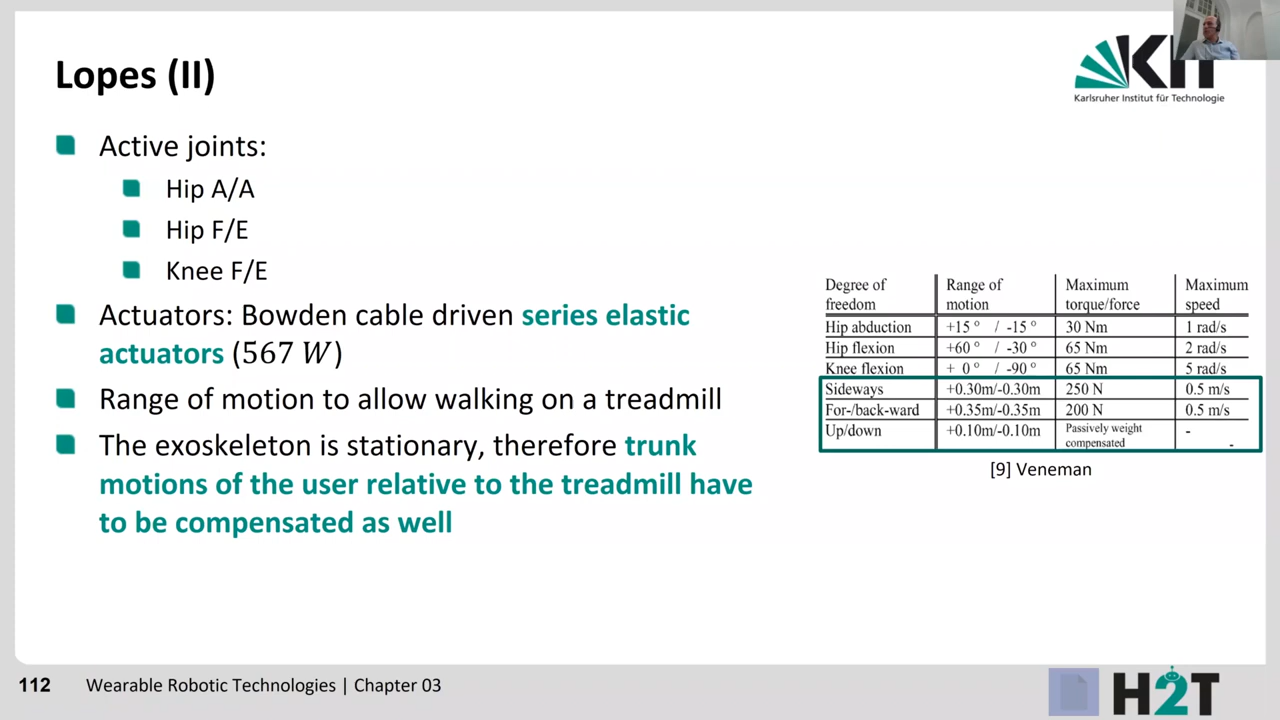 Lopes (II)
KIT
Karlsruher Institut für Technologie
Active joints:
Hip A/A
Hip F/E
Knee F/E
Actuators: Bowden cable driven series elastic
actuators (567 W)
Range of motion to allow walking on a treadmill
The exoskeleton is stationary, therefore trunk
motions of the user relative to the treadmill have
to be compensated as well
Degree of freedom Range of motion Maximum torque/force Maximum speed
Hip abduction +15 ° / -15 ° 30 Nm 1 rad/s
Hip flexion +60 ° / -30 ° 65 Nm 2 rad/s
Knee flexion + 0 ° / -90 ° 65 Nm 5 rad/s
Sideways +0.30m/-0.30m 250 N 0.5 m/s
For-/back-ward +0.35m/-0.35m 200 N 0.5 m/s
Up/down +0.10m/-0.10m Passively weight compensated - -
[9] Veneman
112 Wearable Robotic Technologies | Chapter 03
H2T